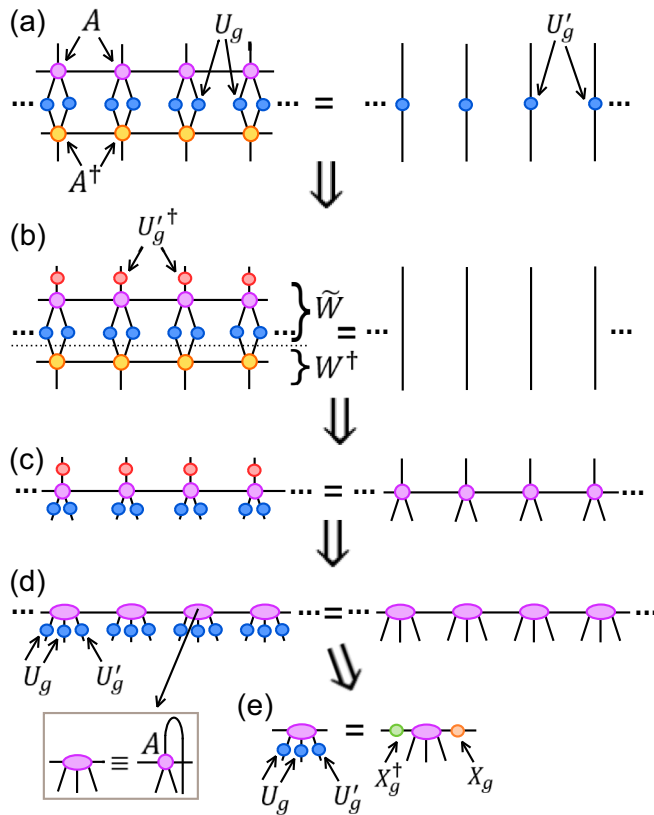 (a) A U_g U'_g
... ... = ... ...
A†
⇓
(b) U'_g†
} W̃
... ... = ... ...
} W†
⇓
(c)
... ... = ... ...
⇓
(d)
... ... = ... ...
U_g U'_g
⇓
A
≡
(e)
=
U_g U'_g X_g† X_g